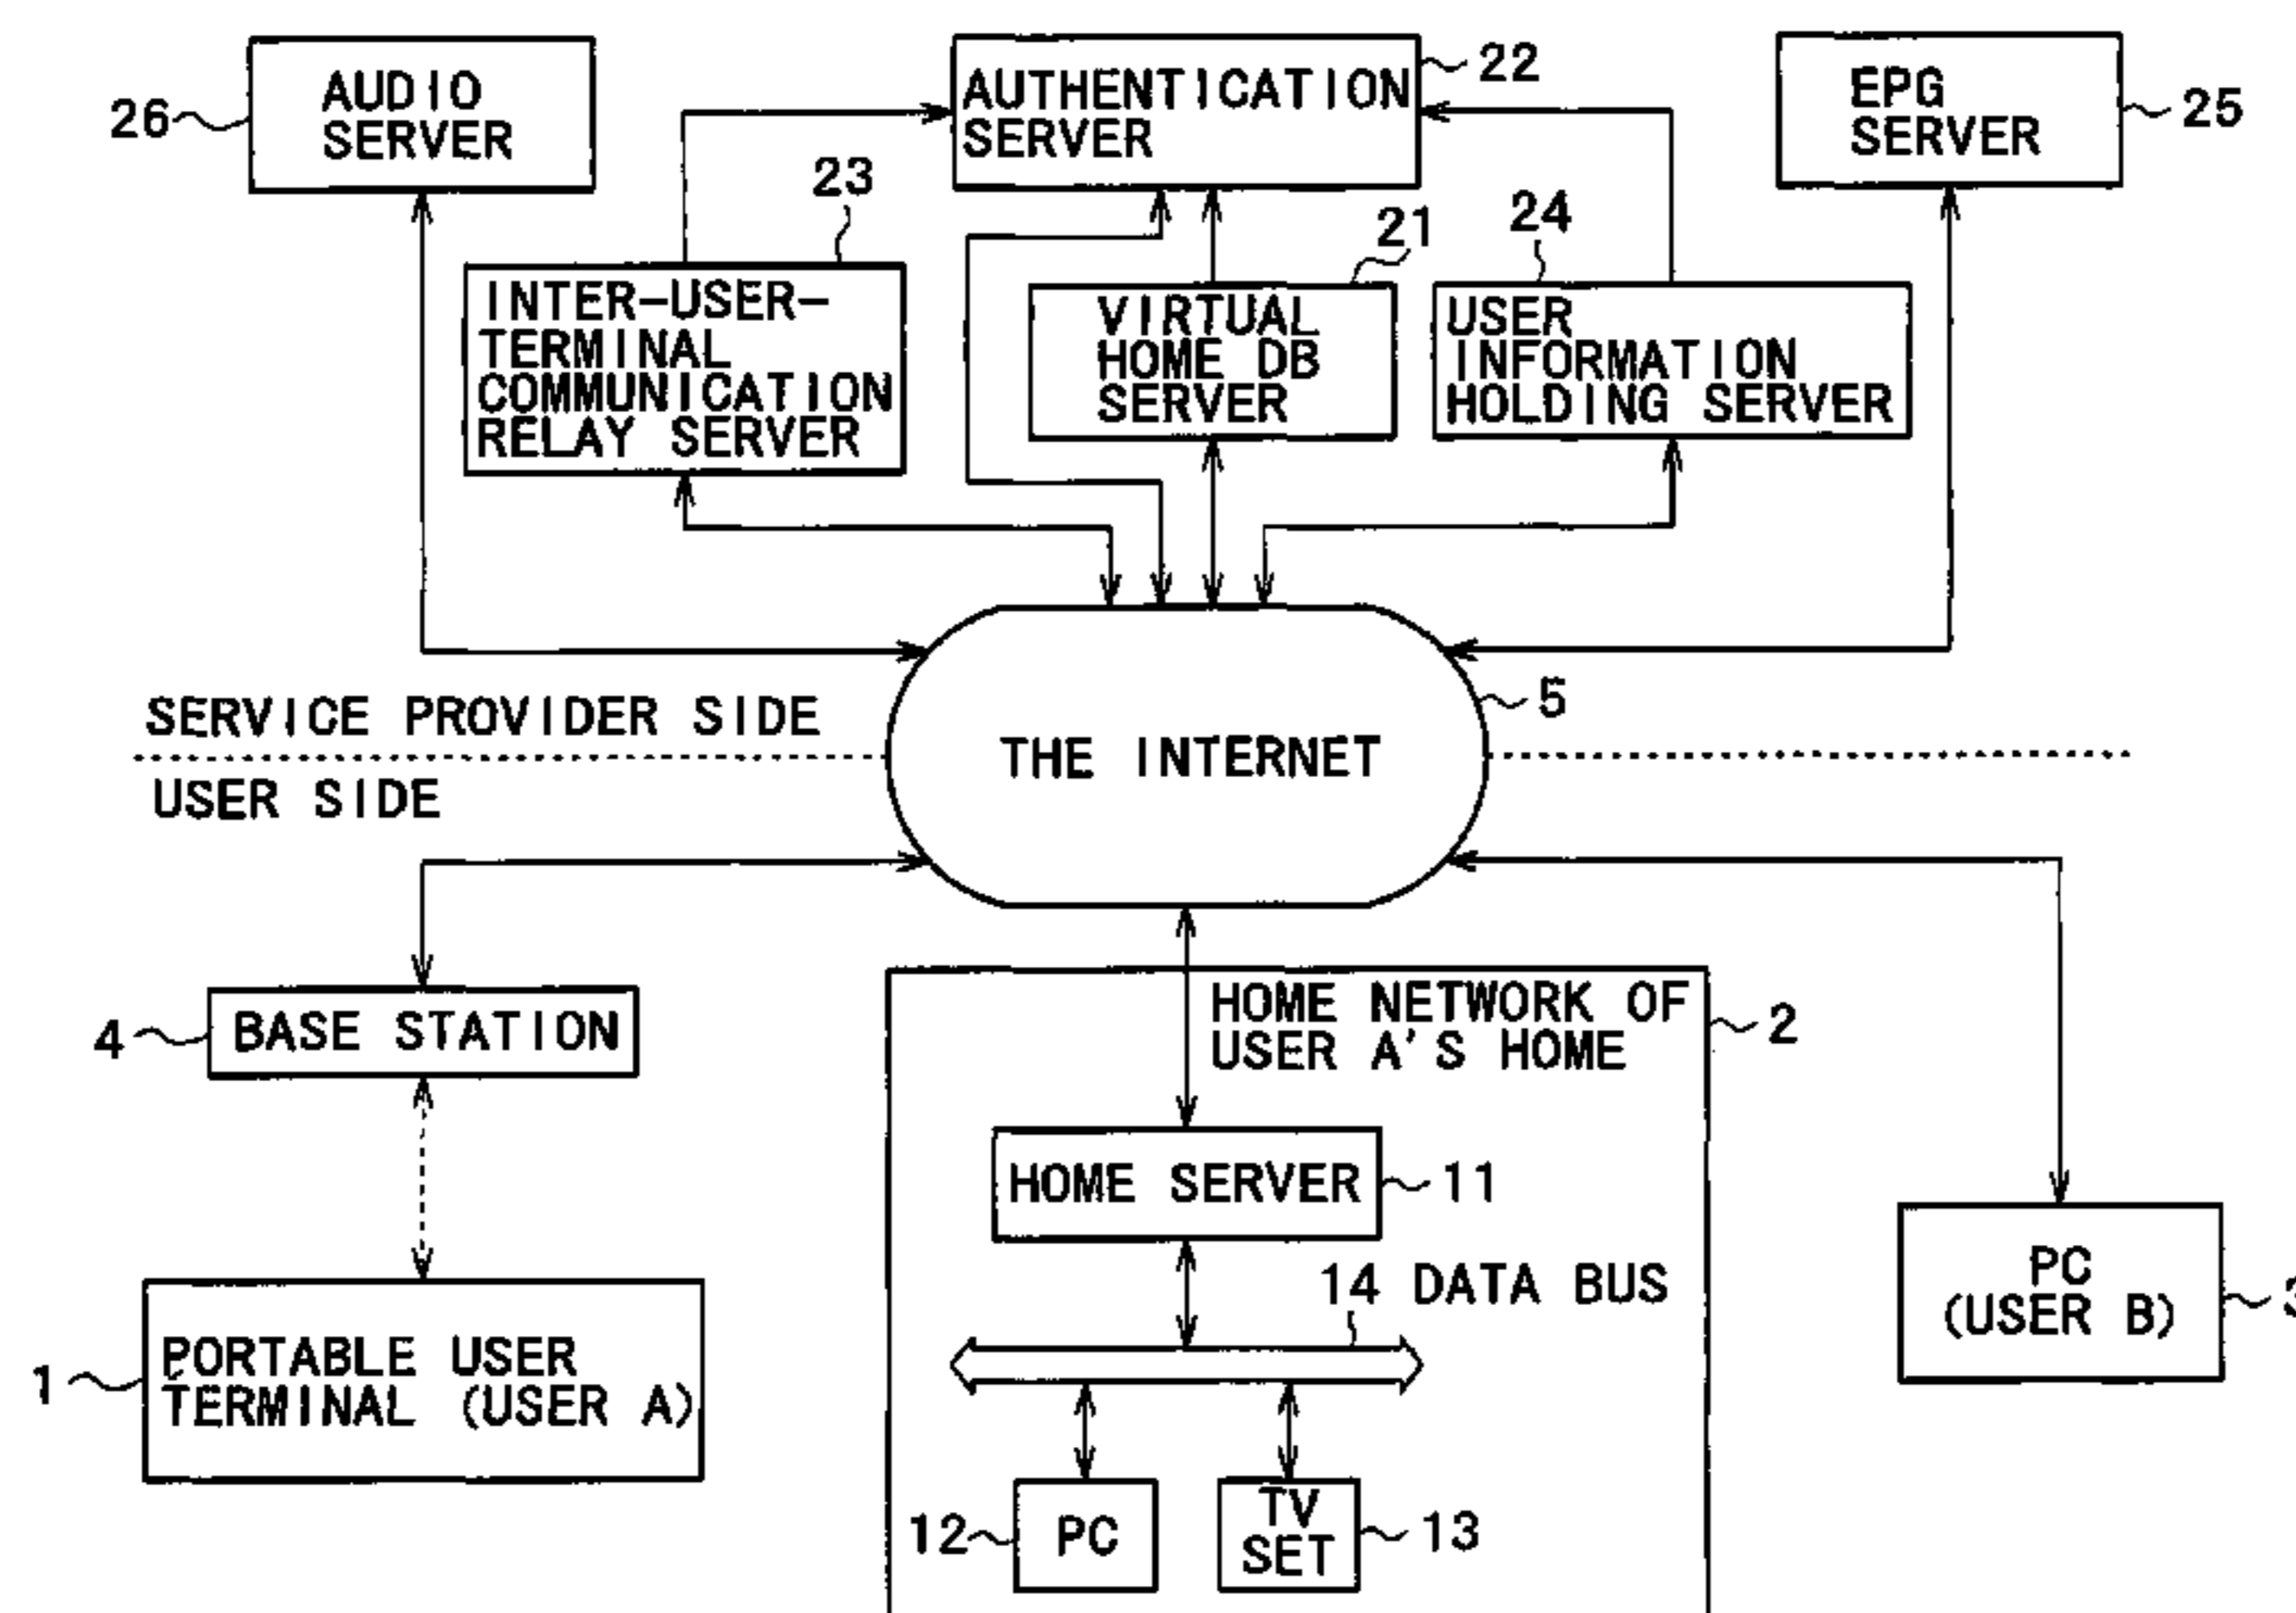 26
AUDIO
SERVER
AUTHENTICATION
SERVER
22
EPG
SERVER
25
23
INTER-USER-
TERMINAL
COMMUNICATION
RELAY SERVER
21
VIRTUAL
HOME DB
SERVER
24
USER
INFORMATION
HOLDING SERVER
SERVICE PROVIDER SIDE
USER SIDE
THE INTERNET
5
4
BASE STATION
HOME NETWORK OF
USER A'S HOME
2
HOME SERVER
11
14 DATA BUS
1
PORTABLE USER
TERMINAL (USER A)
PC
(USER B)
12
PC
TV
SET
13